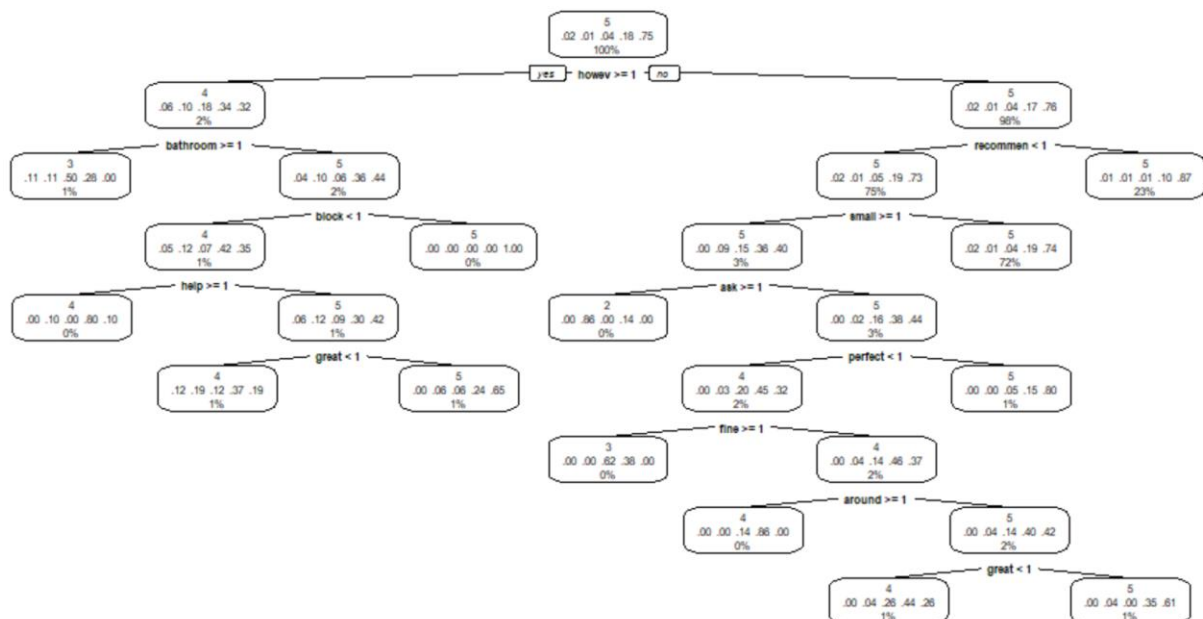 5
.02 .01 .04 .18 .75
100%
yes howev >= 1 no
4
.06 .10 .18 .34 .32
2%
5
.02 .01 .04 .17 .76
98%
bathroom >= 1
recommen < 1
3
.11 .11 .50 .28 .00
1%
5
.04 .10 .06 .36 .44
2%
5
.02 .01 .05 .19 .73
75%
5
.01 .01 .01 .10 .87
23%
block < 1
small >= 1
4
.05 .12 .07 .42 .35
1%
5
.00 .00 .00 .00 1.00
0%
5
.00 .09 .15 .36 .40
3%
5
.02 .01 .04 .19 .74
72%
help >= 1
ask >= 1
4
.00 .10 .00 .80 .10
0%
5
.06 .12 .09 .30 .42
1%
2
.00 .86 .00 .14 .00
0%
5
.00 .02 .16 .38 .44
3%
great < 1
perfect < 1
4
.12 .19 .12 .37 .19
1%
5
.00 .06 .06 .24 .65
1%
4
.00 .03 .20 .45 .32
2%
5
.00 .00 .05 .15 .80
1%
fine >= 1
3
.00 .00 .62 .38 .00
0%
4
.00 .04 .14 .46 .37
2%
around >= 1
4
.00 .00 .14 .86 .00
0%
5
.00 .04 .14 .40 .42
2%
great < 1
4
.00 .04 .26 .44 .26
1%
5
.00 .04 .00 .35 .61
1%